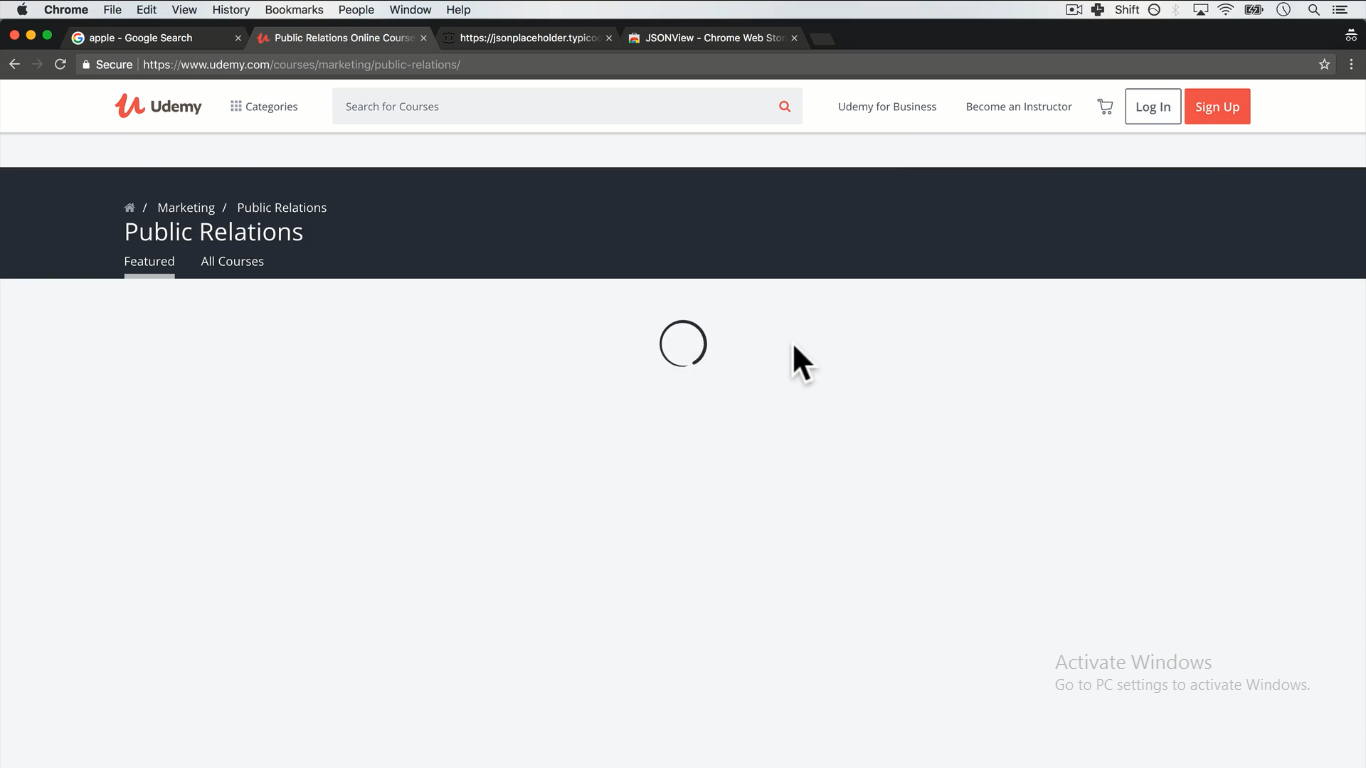 Chrome File Edit View History Bookmarks People Window Help Shift
apple - Google Search Public Relations Online Course https://jsonplaceholder.typico JSONView - Chrome Web Stor
Secure https://www.udemy.com/courses/marketing/public-relations/
Udemy Categories Search for Courses Udemy for Business Become an Instructor Log In Sign Up
/ Marketing / Public Relations
Public Relations
Featured All Courses
Activate Windows
Go to PC settings to activate Windows.